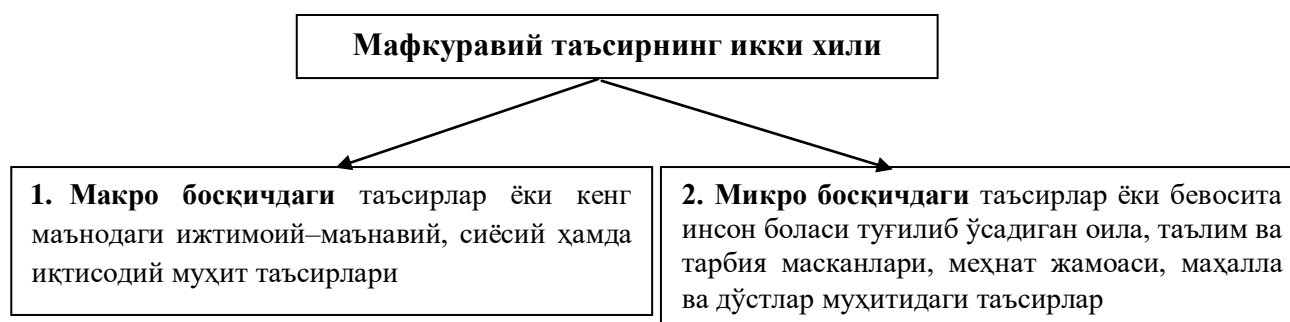 Мафкуравий таъсирнинг икки хили
1. Макро босқичдаги таъсирлар ёки кенг
маънодаги ижтимоий–маънавий, сиёсий ҳамда
иқтисодий муҳит таъсирлари
2. Микро босқичдаги таъсирлар ёки бевосита
инсон боласи туғилиб ўсадиган оила, таълим ва
тарбия масканлари, меҳнат жамоаси, маҳалла
ва дўстлар муҳитидаги таъсирлар